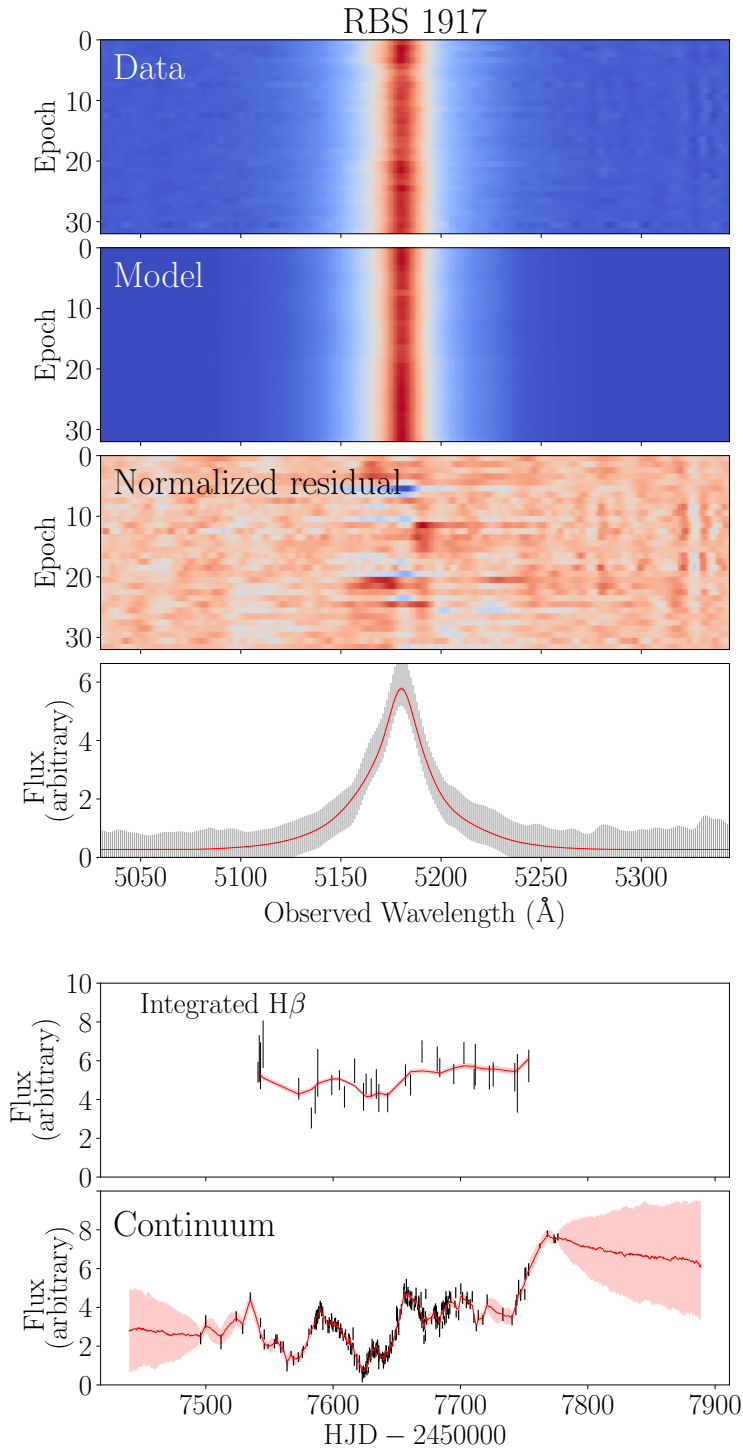 RBS 1917
0
Data
10
Epoch
20
30
0
Model
10
Epoch
20
30
0
Normalized residual
10
Epoch
20
30
6
4
Flux
(arbitrary)
2
0
5050 5100 5150 5200 5250 5300
Observed Wavelength (Å)
10
Integrated Hβ
8
6
Flux
(arbitrary)
4
2
0
Continuum
8
6
Flux
(arbitrary)
4
2
0
7500 7600 7700 7800 7900
HJD − 2450000